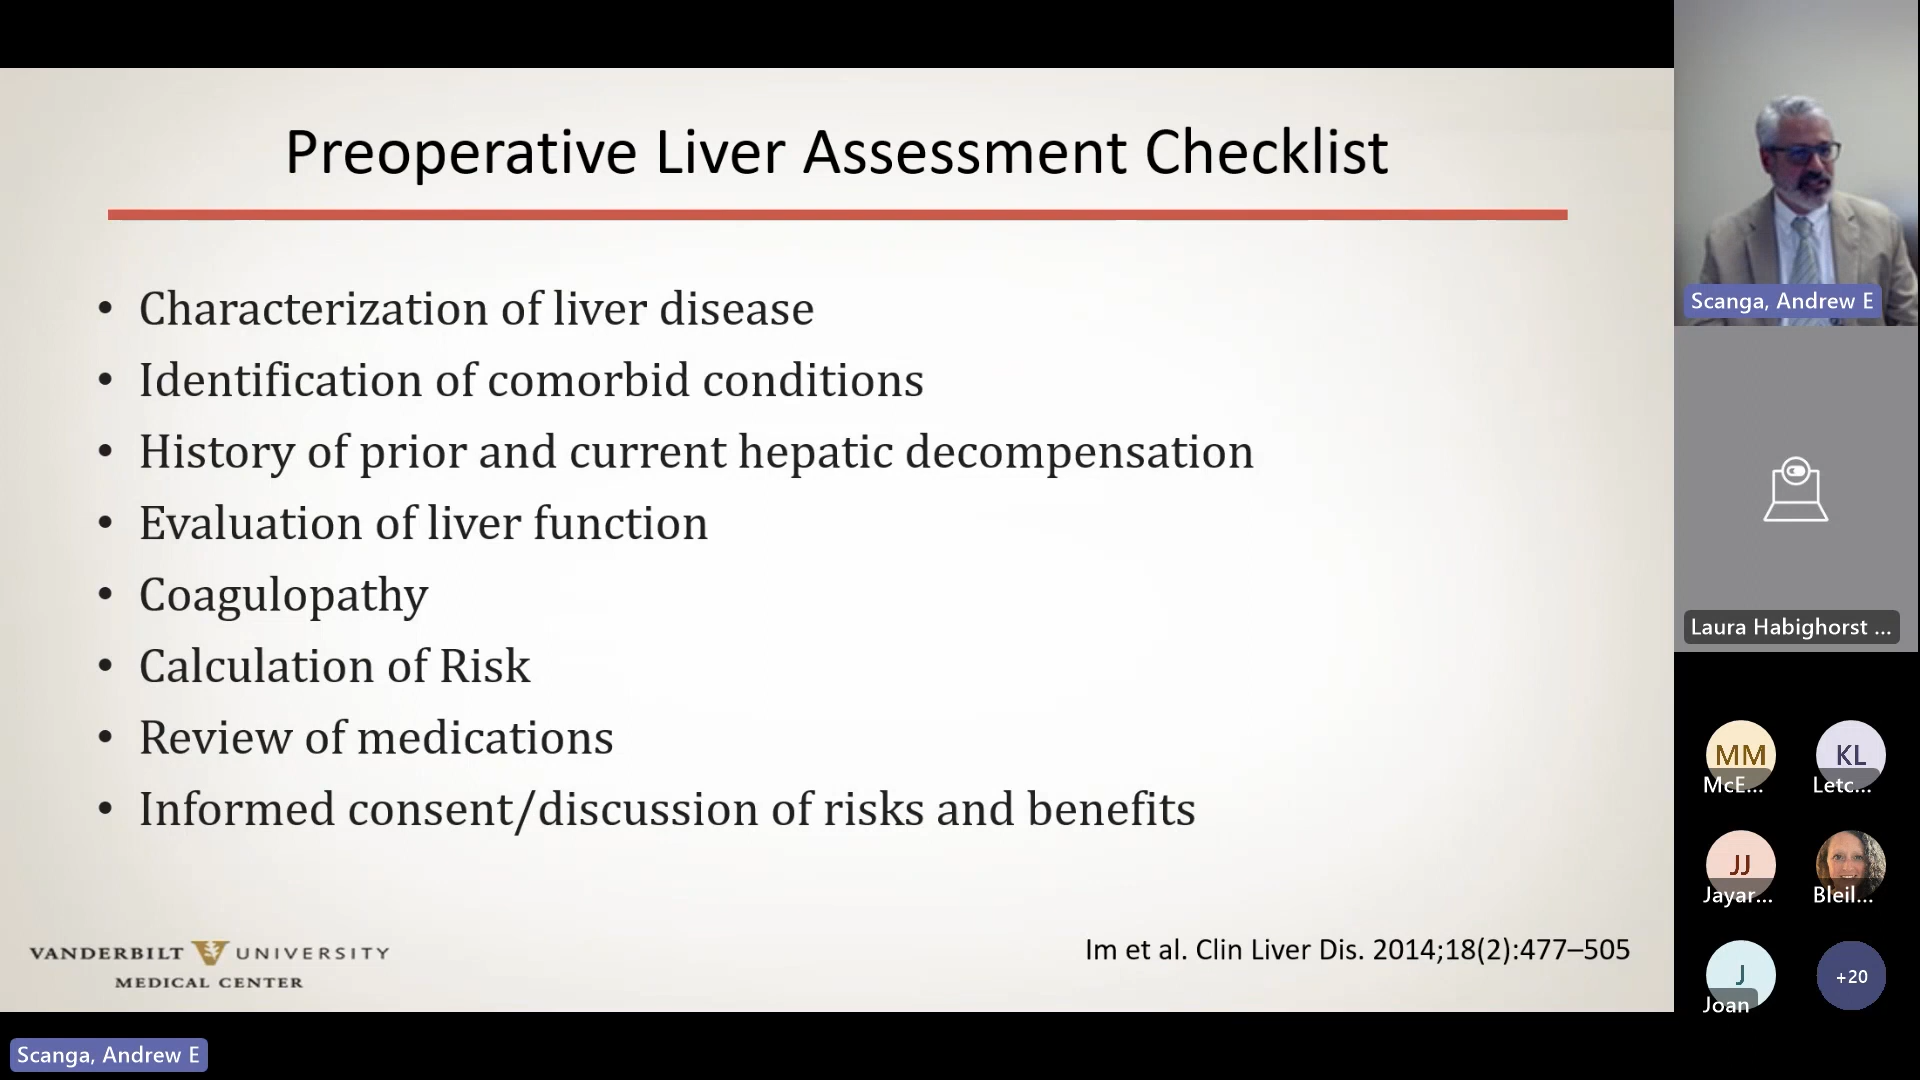 Preoperative Liver Assessment Checklist
• Characterization of liver disease
• Identification of comorbid conditions
• History of prior and current hepatic decompensation
• Evaluation of liver function
• Coagulopathy
• Calculation of Risk
• Review of medications
• Informed consent/discussion of risks and benefits
VANDERBILT UNIVERSITY
MEDICAL CENTER
Im et al. Clin Liver Dis. 2014;18(2):477–505
Scanga, Andrew E
Scanga, Andrew E
Laura Habighorst ...
MM
McE...
KL
Letc...
JJ
Jayar...
Bleil...
J
Joan
+20